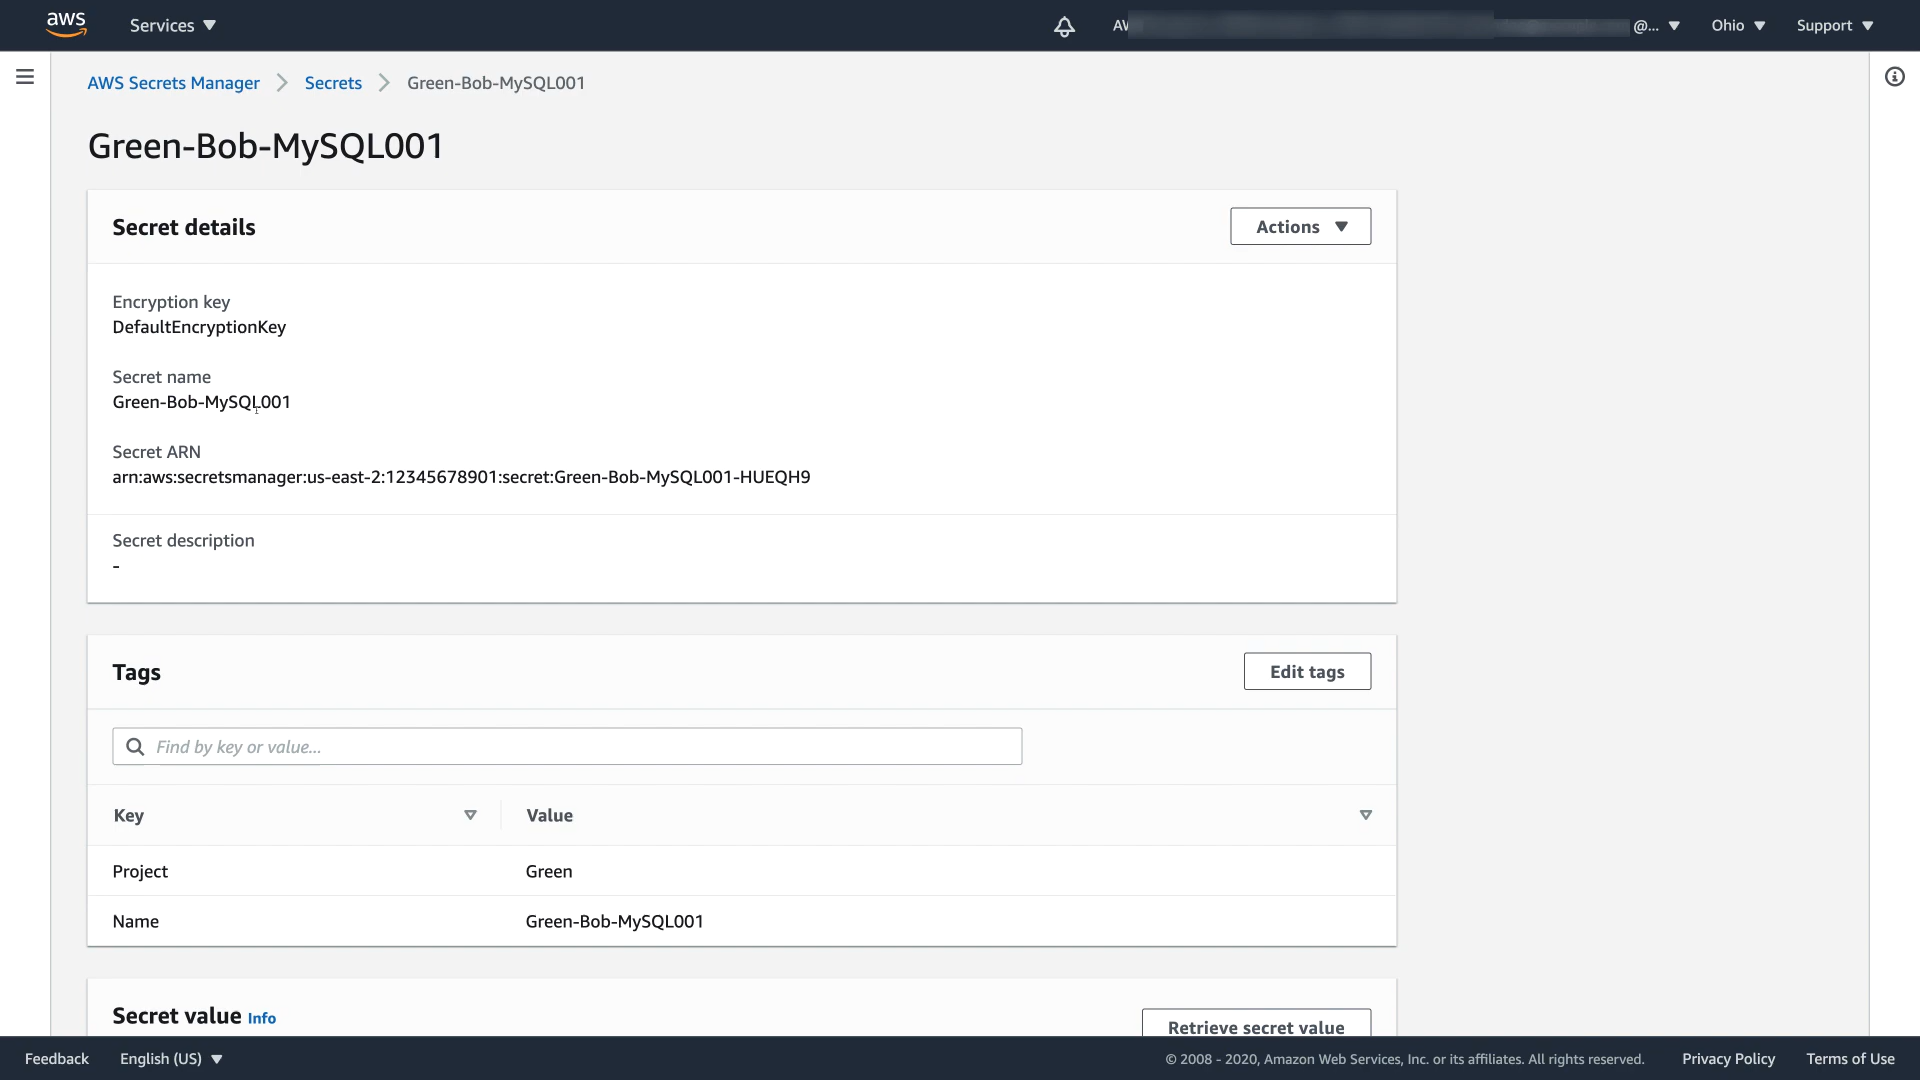 aws Services @... Ohio Support
AWS Secrets Manager Secrets Green-Bob-MySQL001
Green-Bob-MySQL001
Secret details Actions
Encryption key
DefaultEncryptionKey
Secret name
Green-Bob-MySQL001
Secret ARN
arn:aws:secretsmanager:us-east-2:12345678901:secret:Green-Bob-MySQL001-HUEQH9
Secret description
-
Tags Edit tags
Find by key or value...
Key Value
Project Green
Name Green-Bob-MySQL001
Secret value Info Retrieve secret value
Feedback English (US) © 2008 - 2020, Amazon Web Services, Inc. or its affiliates. All rights reserved. Privacy Policy Terms of Use